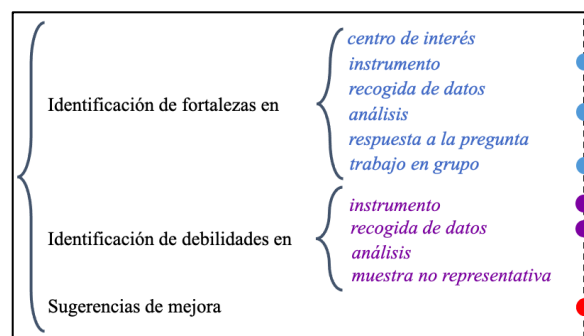 Identificación de fortalezas en
centro de interés
instrumento
recogida de datos
análisis
respuesta a la pregunta
trabajo en grupo
Identificación de debilidades en
instrumento
recogida de datos
análisis
muestra no representativa
Sugerencias de mejora